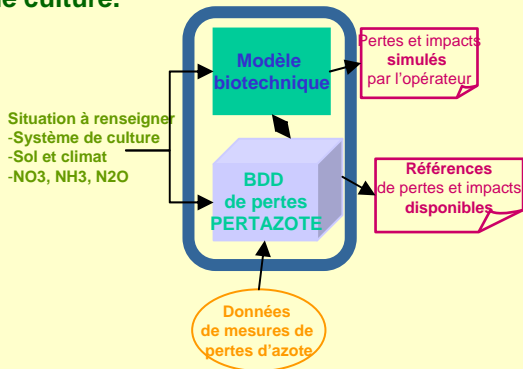 de culture.
Modèle
biotechnique
Pertes et impacts
simulés
par l'opérateur
Situation à renseigner
-Système de culture
-Sol et climat
-NO3, NH3, N2O
BDD
de pertes
PERTAZOTE
Références
de pertes et impacts
disponibles
Données
de mesures de
pertes d'azote